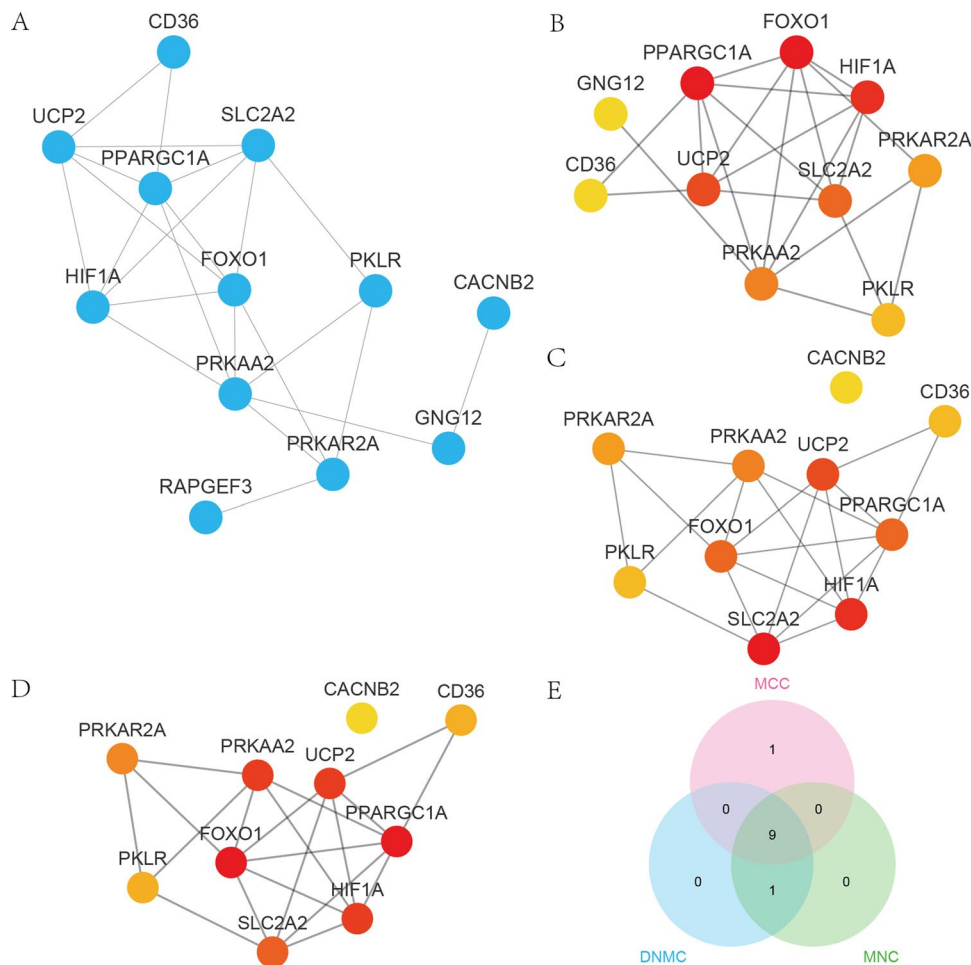 A
CD36
UCP2
SLC2A2
PPARGC1A
HIF1A
FOXO1
PKLR
CACNB2
PRKAA2
GNG12
PRKAR2A
RAPGEF3
B
FOXO1
PPARGC1A
HIF1A
GNG12
PRKAR2A
CD36
UCP2
SLC2A2
PRKAA2
PKLR
C
CACNB2
CD36
PRKAR2A
PRKAA2
UCP2
PPARGC1A
FOXO1
PKLR
HIF1A
SLC2A2
D
CACNB2
CD36
PRKAR2A
PRKAA2
UCP2
PPARGC1A
FOXO1
PKLR
HIF1A
SLC2A2
E
MCC
1
0
0
9
0
1
0
DNMC
MNC